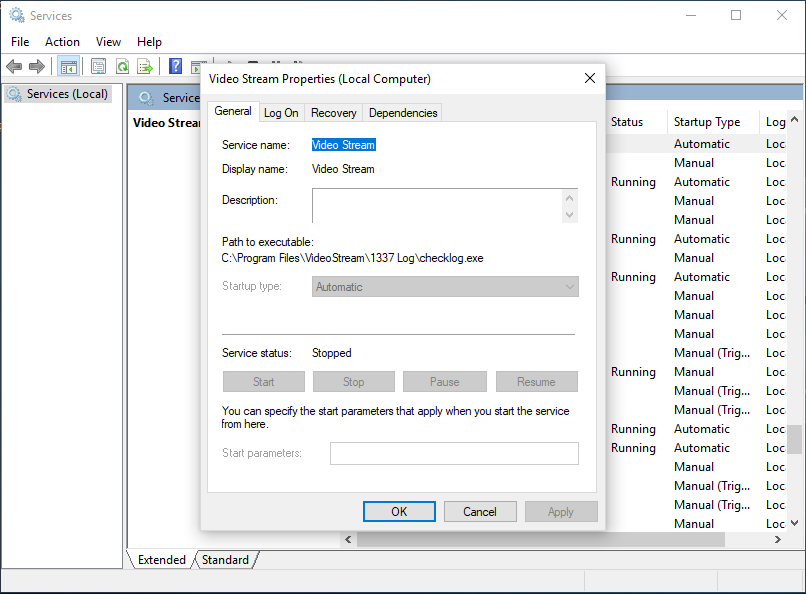 Services
File Action View Help
Services (Local)
Service
Video Strea
Video Stream Properties (Local Computer)
General Log On Recovery Dependencies
Service name: Video Stream
Display name: Video Stream
Description:
Path to executable:
C:\Program Files\VideoStream\1337 Log\checklog.exe
Startup type: Automatic
Service status: Stopped
Start Stop Pause Resume
You can specify the start parameters that apply when you start the service
from here.
Start parameters:
OK Cancel Apply
Status Startup Type Log
Automatic Loc
Manual Loc
Running Automatic Loc
Manual Loc
Manual Loc
Running Automatic Loc
Manual Loc
Running Automatic Loc
Manual Loc
Manual Loc
Manual Loc
Manual (Trig... Loc
Running Manual Loc
Manual (Trig... Loc
Manual (Trig... Loc
Running Automatic Loc
Running Automatic Loc
Manual Loc
Manual (Trig... Loc
Manual (Trig... Loc
Manual Loc
Extended Standard